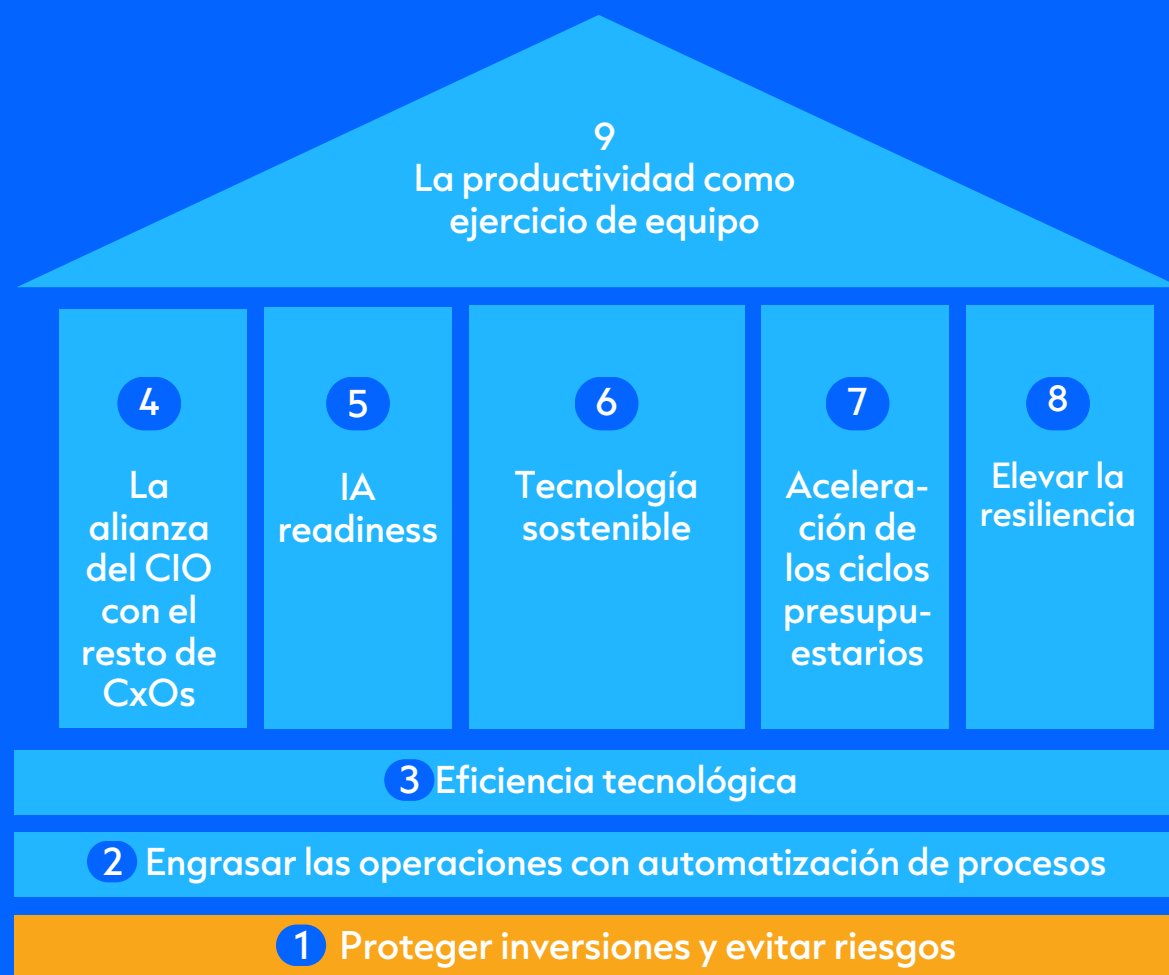 9
La productividad como
ejercicio de equipo
4
La
alianza
del CIO
con el
resto de
CxOs
5
IA
readiness
6
Tecnología
sostenible
7
Acelera-
ción de
los ciclos
presupu-
estarios
8
Elevar la
resiliencia
3 Eficiencia tecnológica
2 Engrasar las operaciones con automatización de procesos
1 Proteger inversiones y evitar riesgos